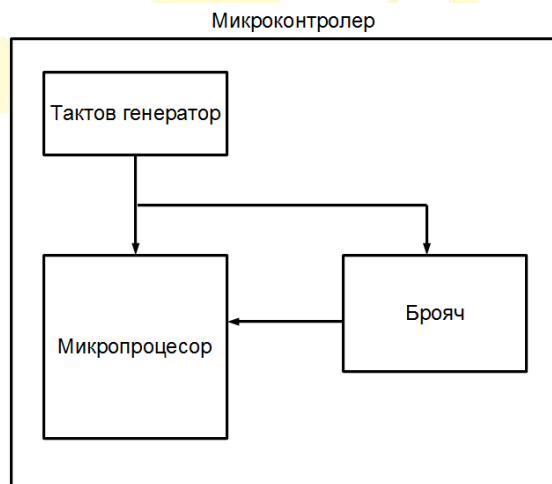 Микроконтролер
Тактов генератор
Брояч
Микропроцесор